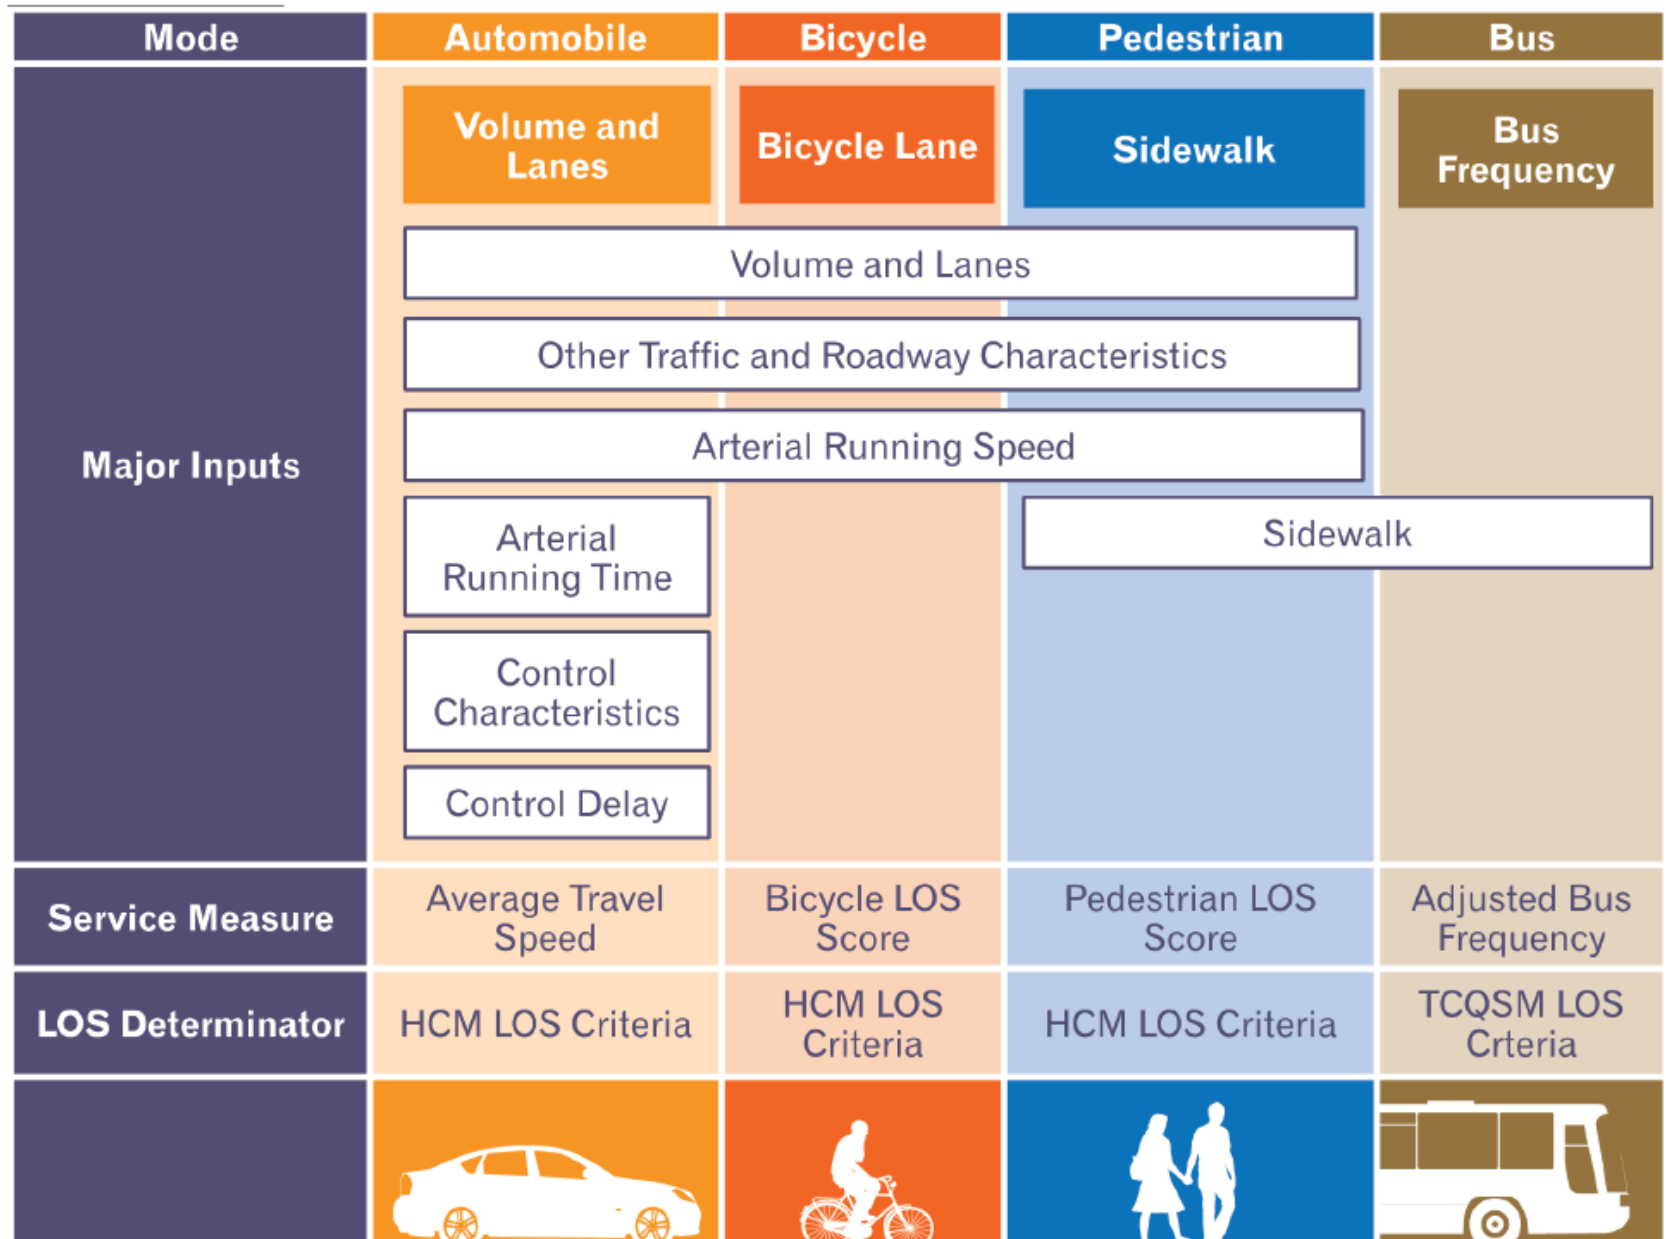 Mode Automobile Bicycle Pedestrian Bus
Volume and
Lanes
Bicycle Lane
Sidewalk
Bus
Frequency
Volume and Lanes
Other Traffic and Roadway Characteristics
Arterial Running Speed
Major Inputs
Arterial
Running Time
Sidewalk
Control
Characteristics
Control Delay
Service Measure
Average Travel
Speed
Bicycle LOS
Score
Pedestrian LOS
Score
Adjusted Bus
Frequency
LOS Determinator
HCM LOS Criteria
HCM LOS
Criteria
HCM LOS Criteria
TCQSM LOS
Crteria